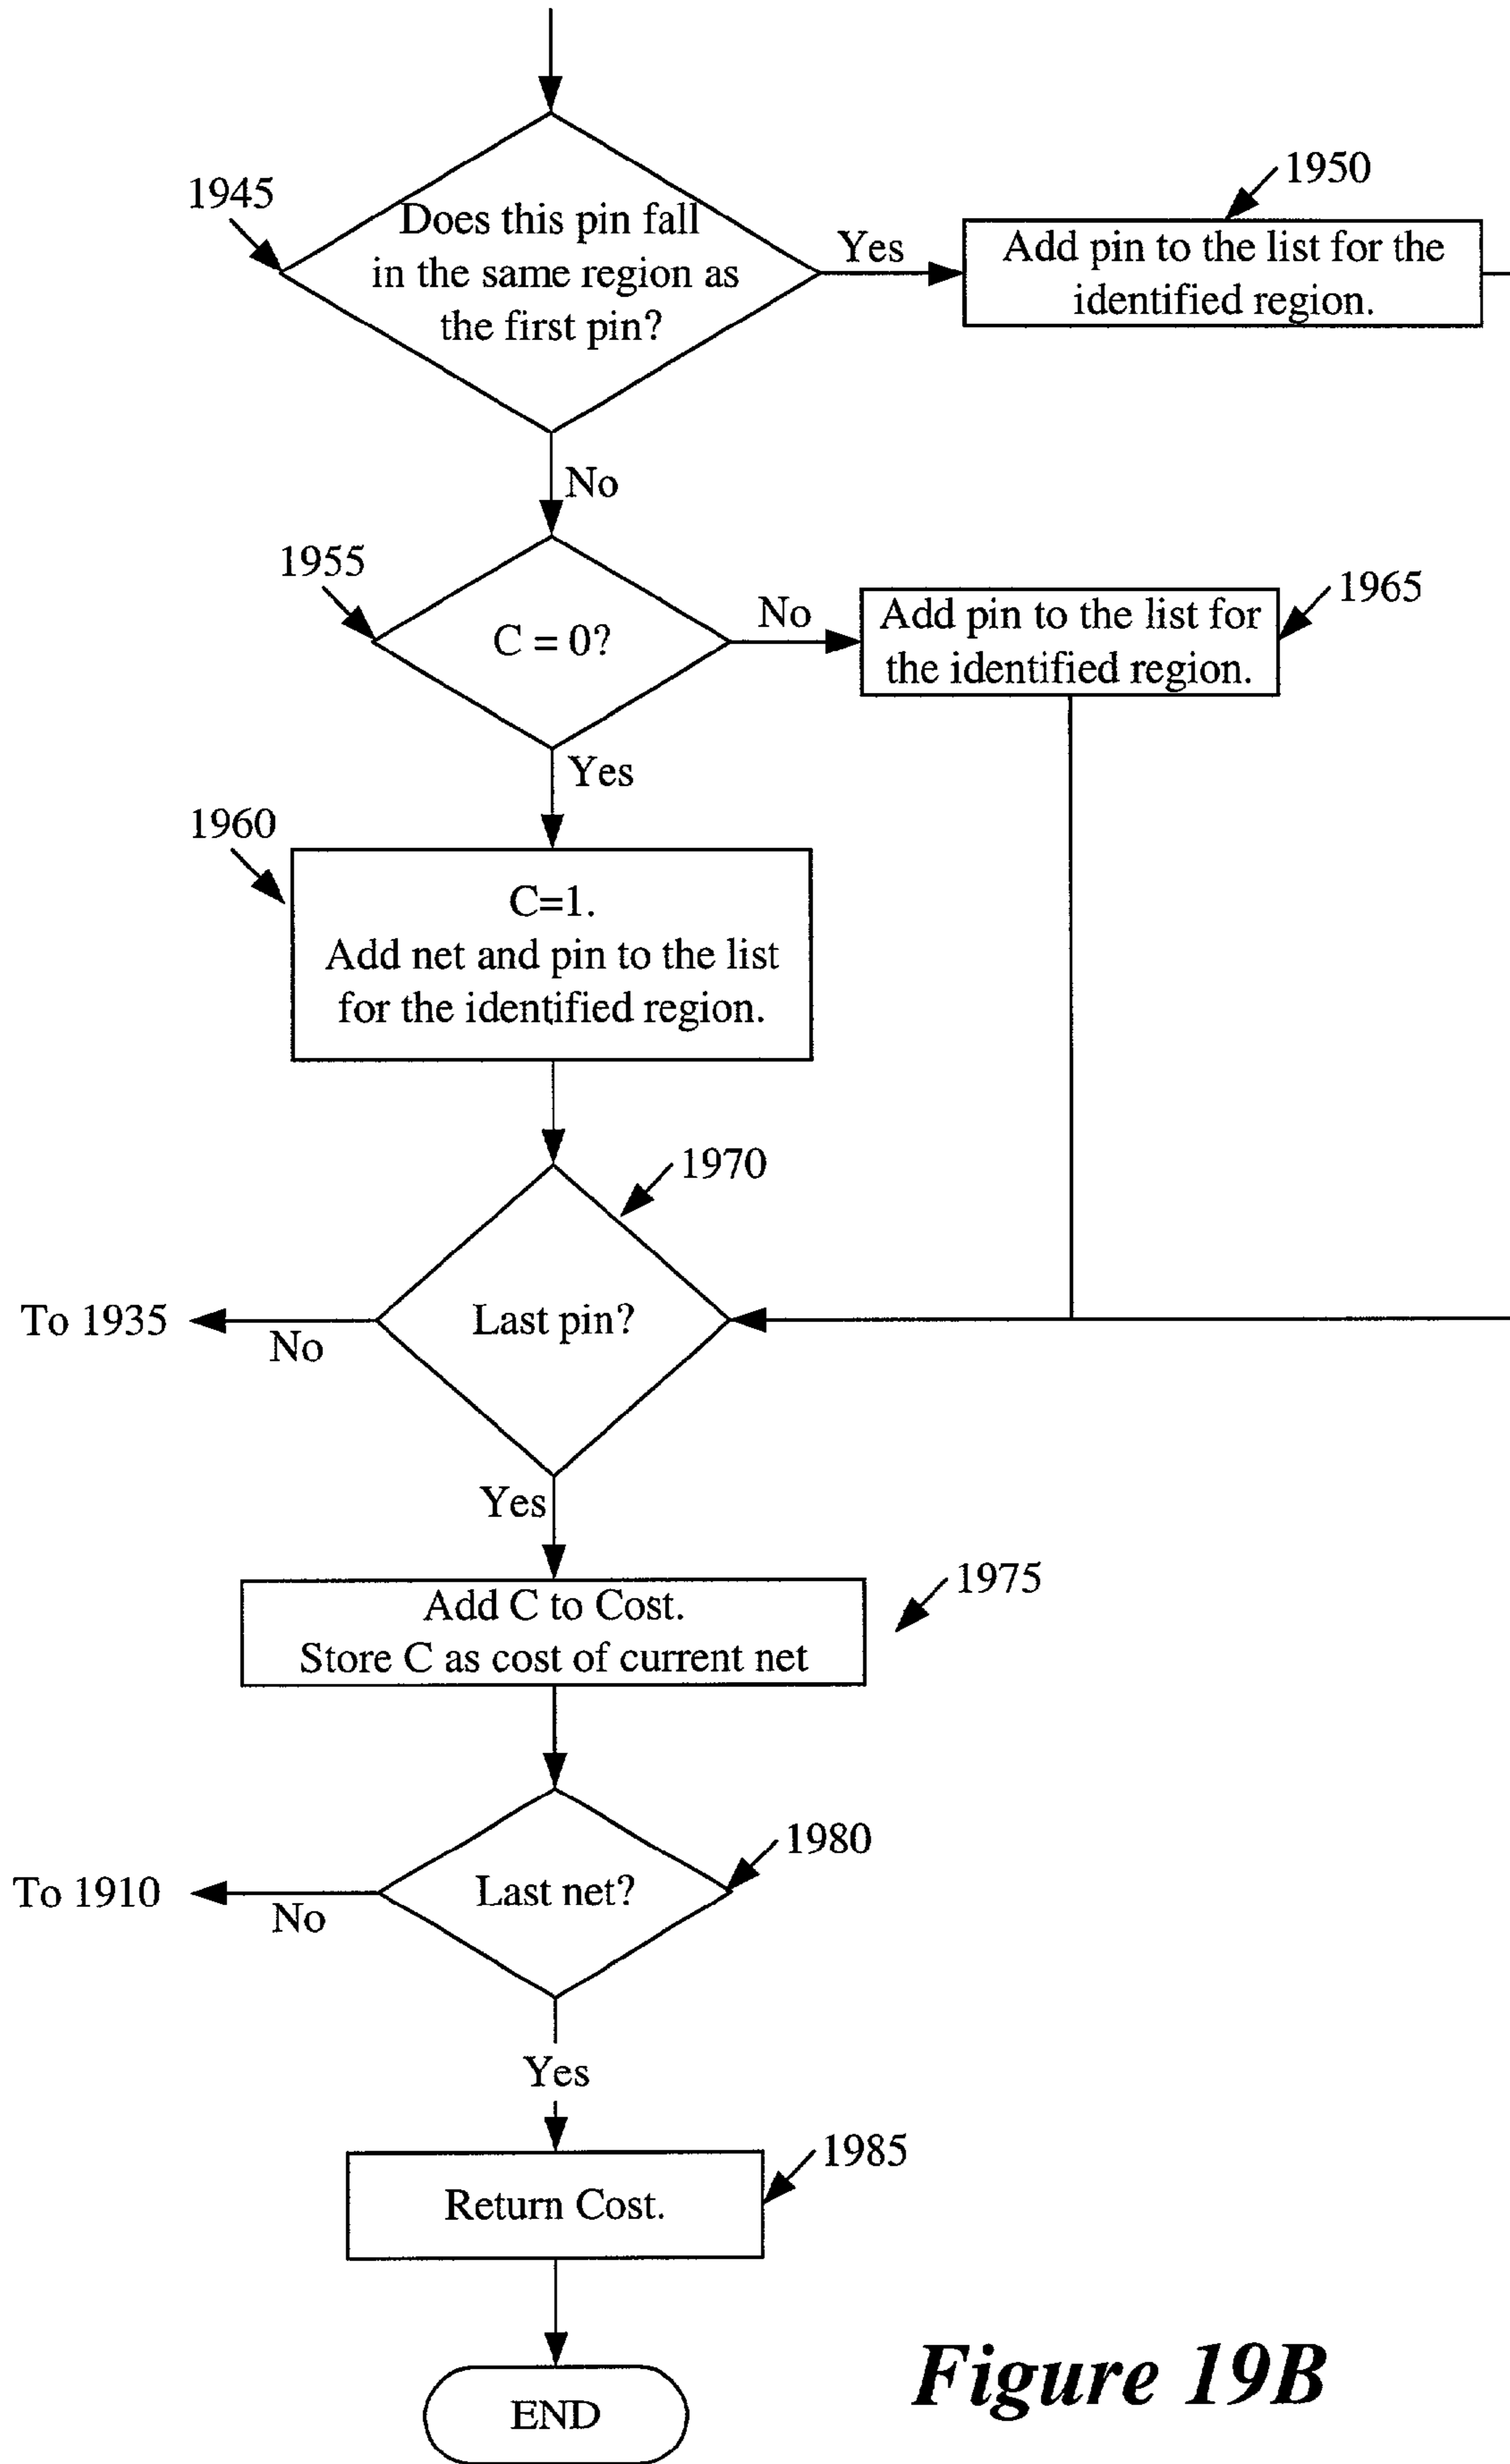 1945
Does this pin fall
in the same region as
the first pin?
Yes
1950
Add pin to the list for the
identified region.
No
1955
C = 0?
No
1965
Add pin to the list for
the identified region.
Yes
1960
C=1.
Add net and pin to the list
for the identified region.
1970
Last pin?
To 1935
No
Yes
1975
Add C to Cost.
Store C as cost of current net
1980
Last net?
To 1910
No
Yes
1985
Return Cost.
END
Figure 19B